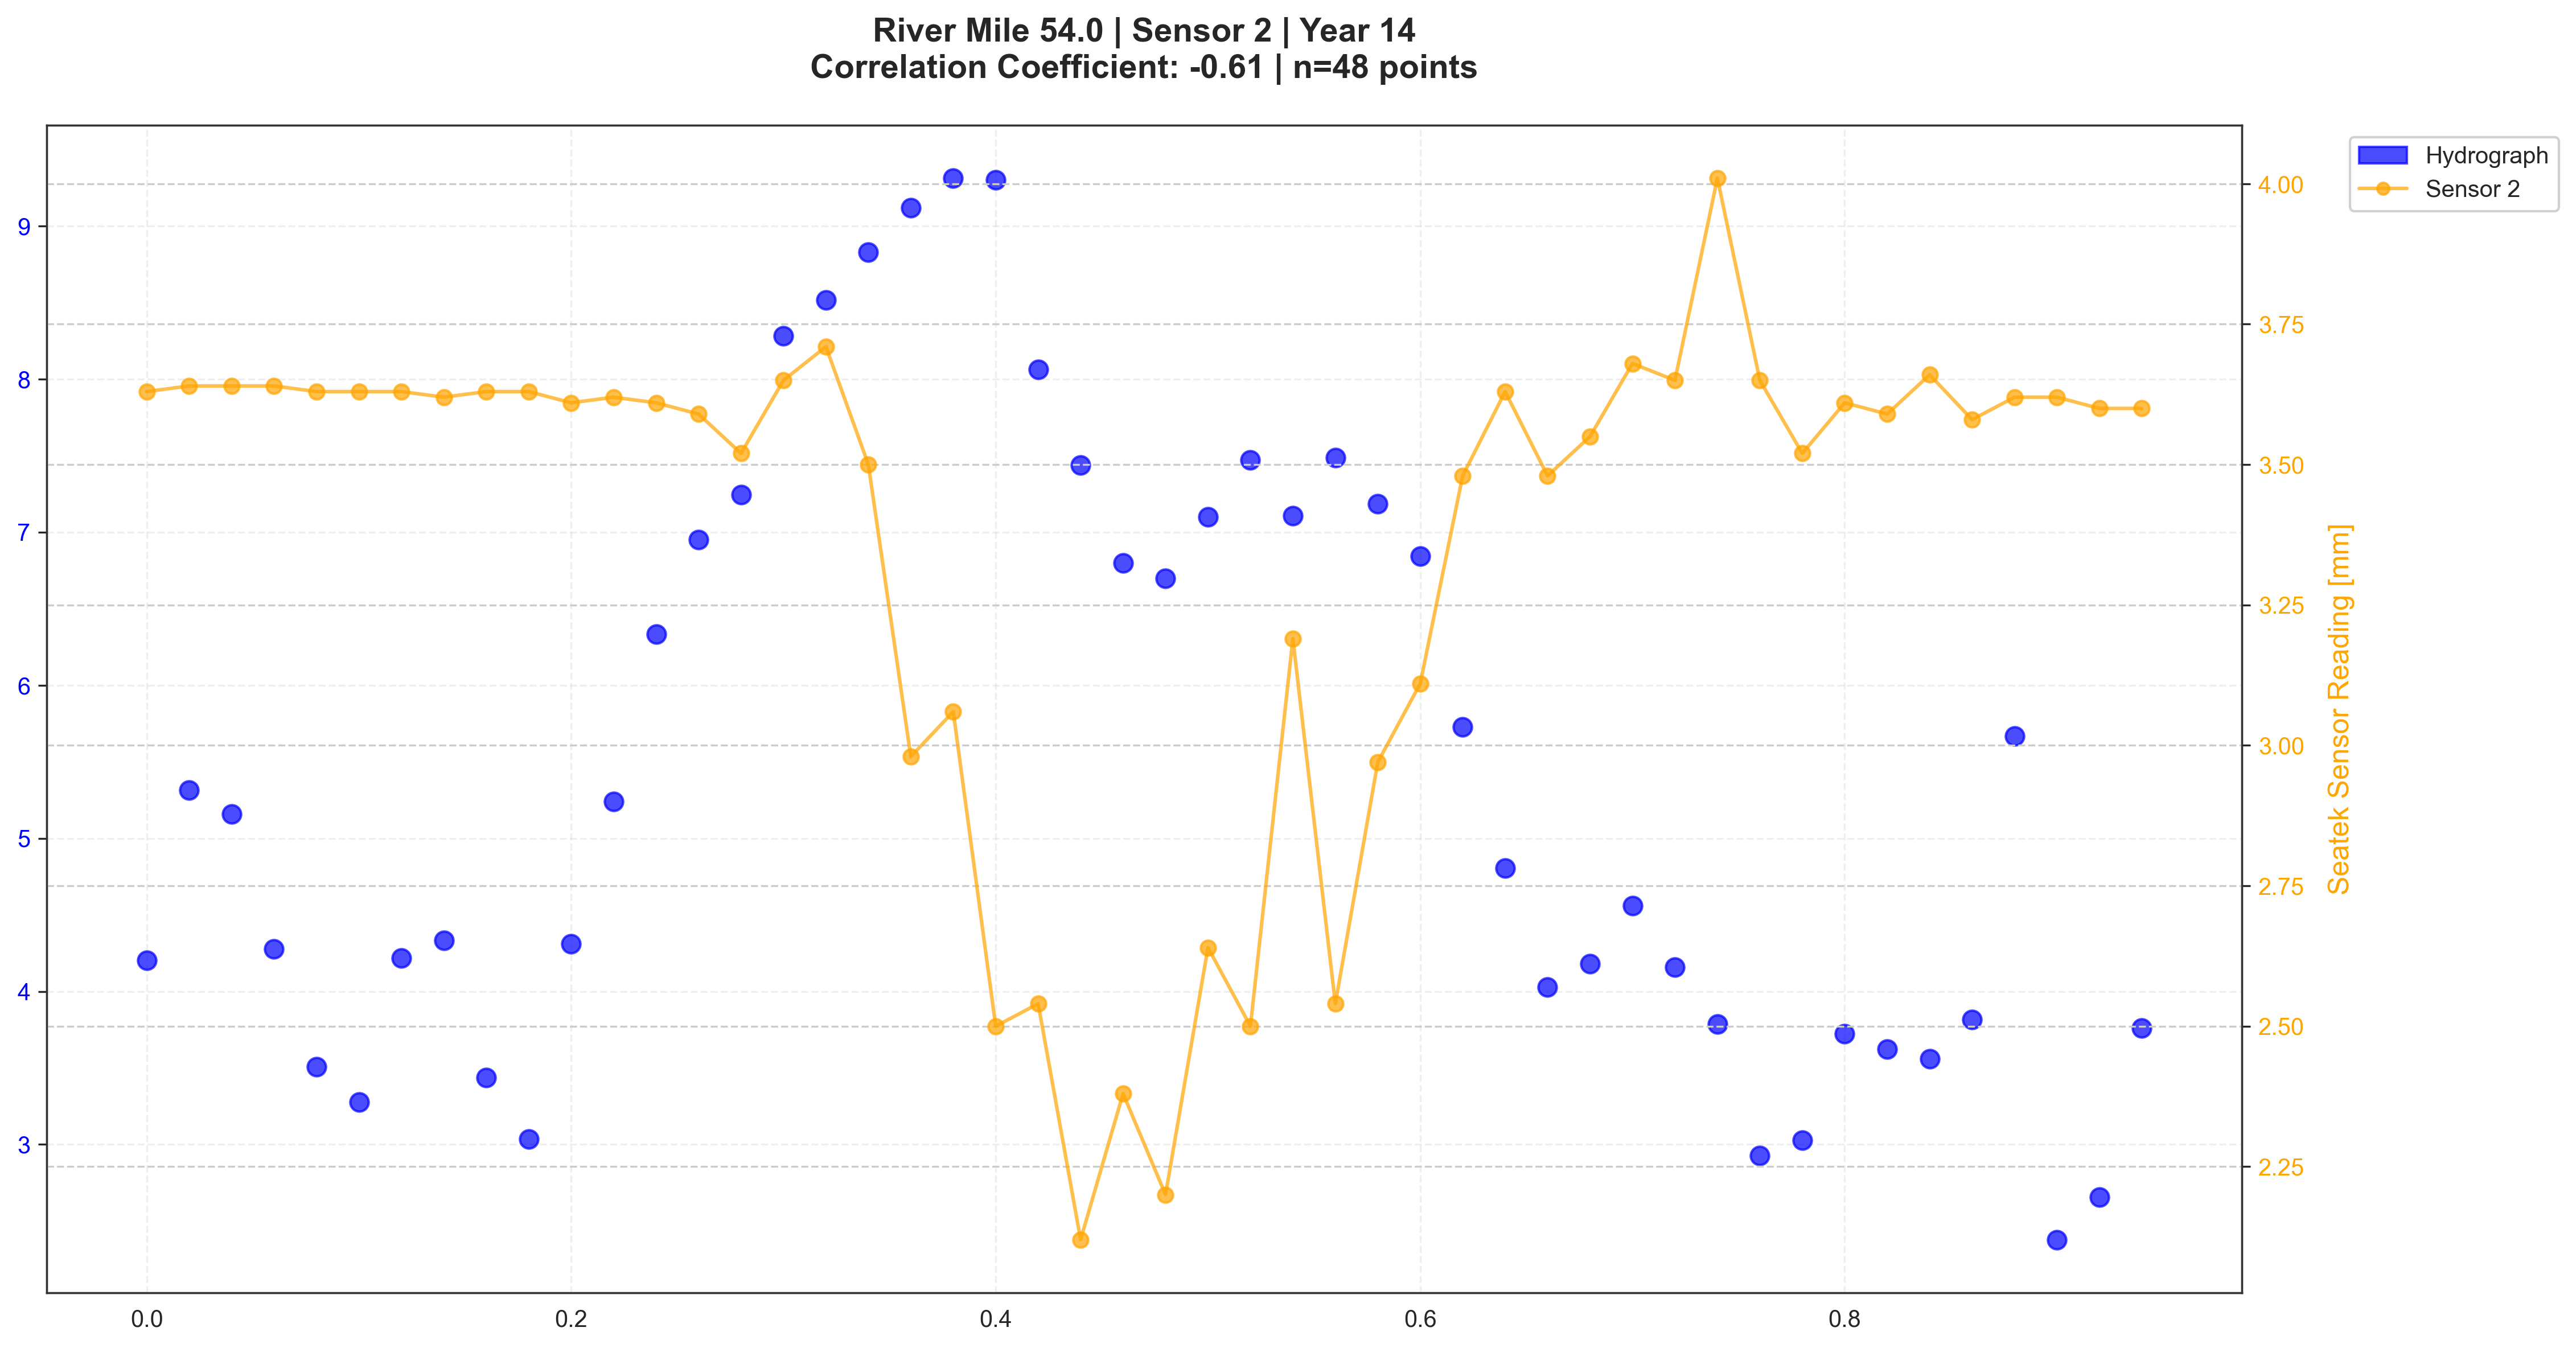 River Mile 54.0 | Sensor 2 | Year 14
Correlation Coefficient: -0.61 | n=48 points
Hydrograph
Sensor 2
9
8
7
6
5
4
3
4.00
3.75
3.50
3.25
3.00
2.75
2.50
2.25
Seatek Sensor Reading [mm]
0.0 0.2 0.4 0.6 0.8